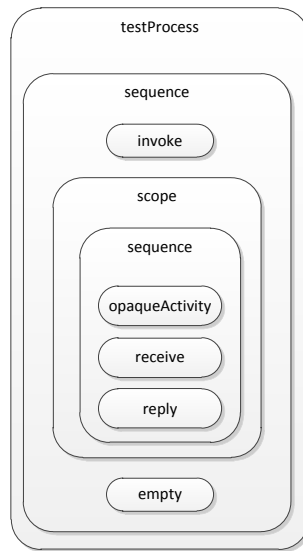 testProcess
sequence
invoke
scope
sequence
opaqueActivity
receive
reply
empty